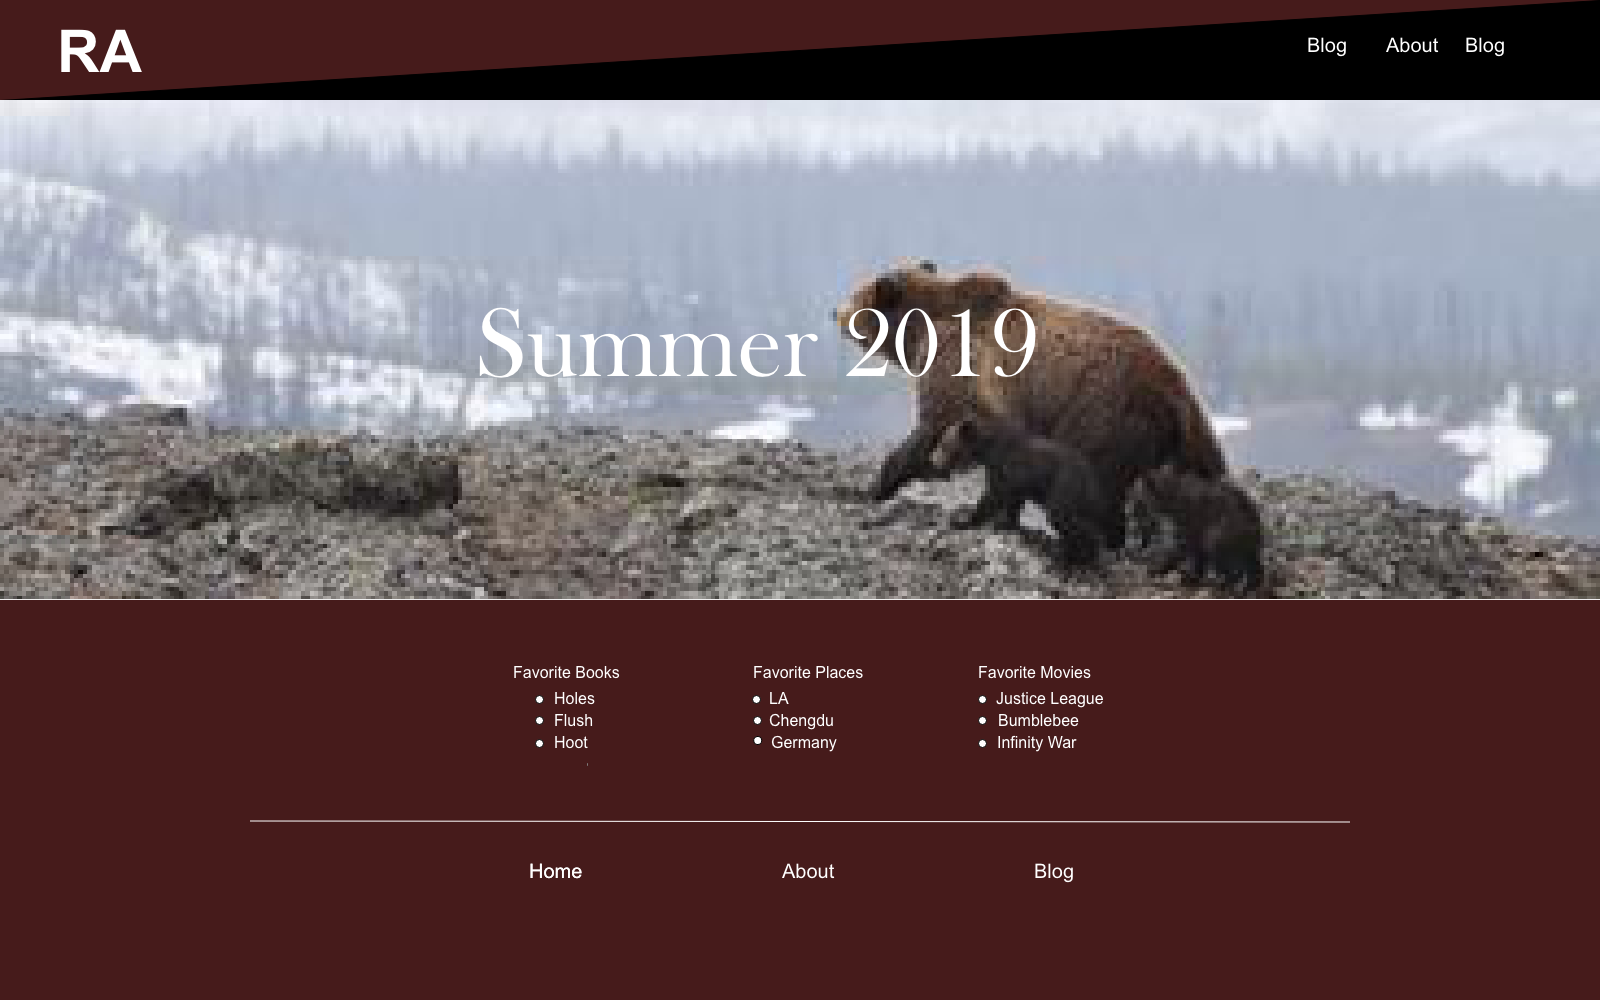 RA
Blog About Blog
Summer 2019
Favorite Books
Holes
Flush
Hoot
Favorite Places
LA
Chengdu
Germany
Favorite Movies
Justice League
Bumblebee
Infinity War
Home About Blog